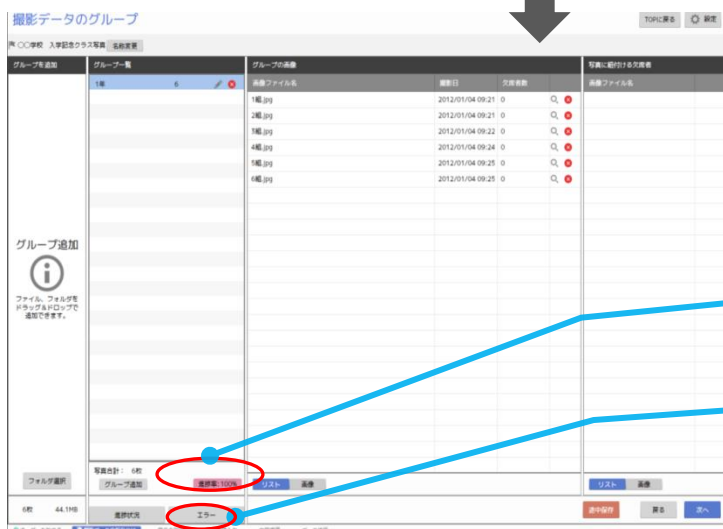 撮影データのグループ
TOPに戻る 設定
〇〇学校 入学記念クラス写真 名称変更
グループを追加 グループ一覧 グループの画像 写真に紐付ける欠席者
画像ファイル名 撮影日 欠席者数 画像ファイル名
1年 6
1組.jpg 2012/01/04 09:21 0
2組.jpg 2012/01/04 09:21 0
3組.jpg 2012/01/04 09:22 0
4組.jpg 2012/01/04 09:24 0
5組.jpg 2012/01/04 09:25 0
6組.jpg 2012/01/04 09:25 0
グループ追加
ファイル、フォルダを
ドラッグ&ドロップで
追加できます。
写真合計: 6枚
フォルダ選択 グループ追加 進捗率:100% リスト 画像 リスト 画像
6枚 44.1MB 進捗状況 エラー 途中保存 戻る 次へ